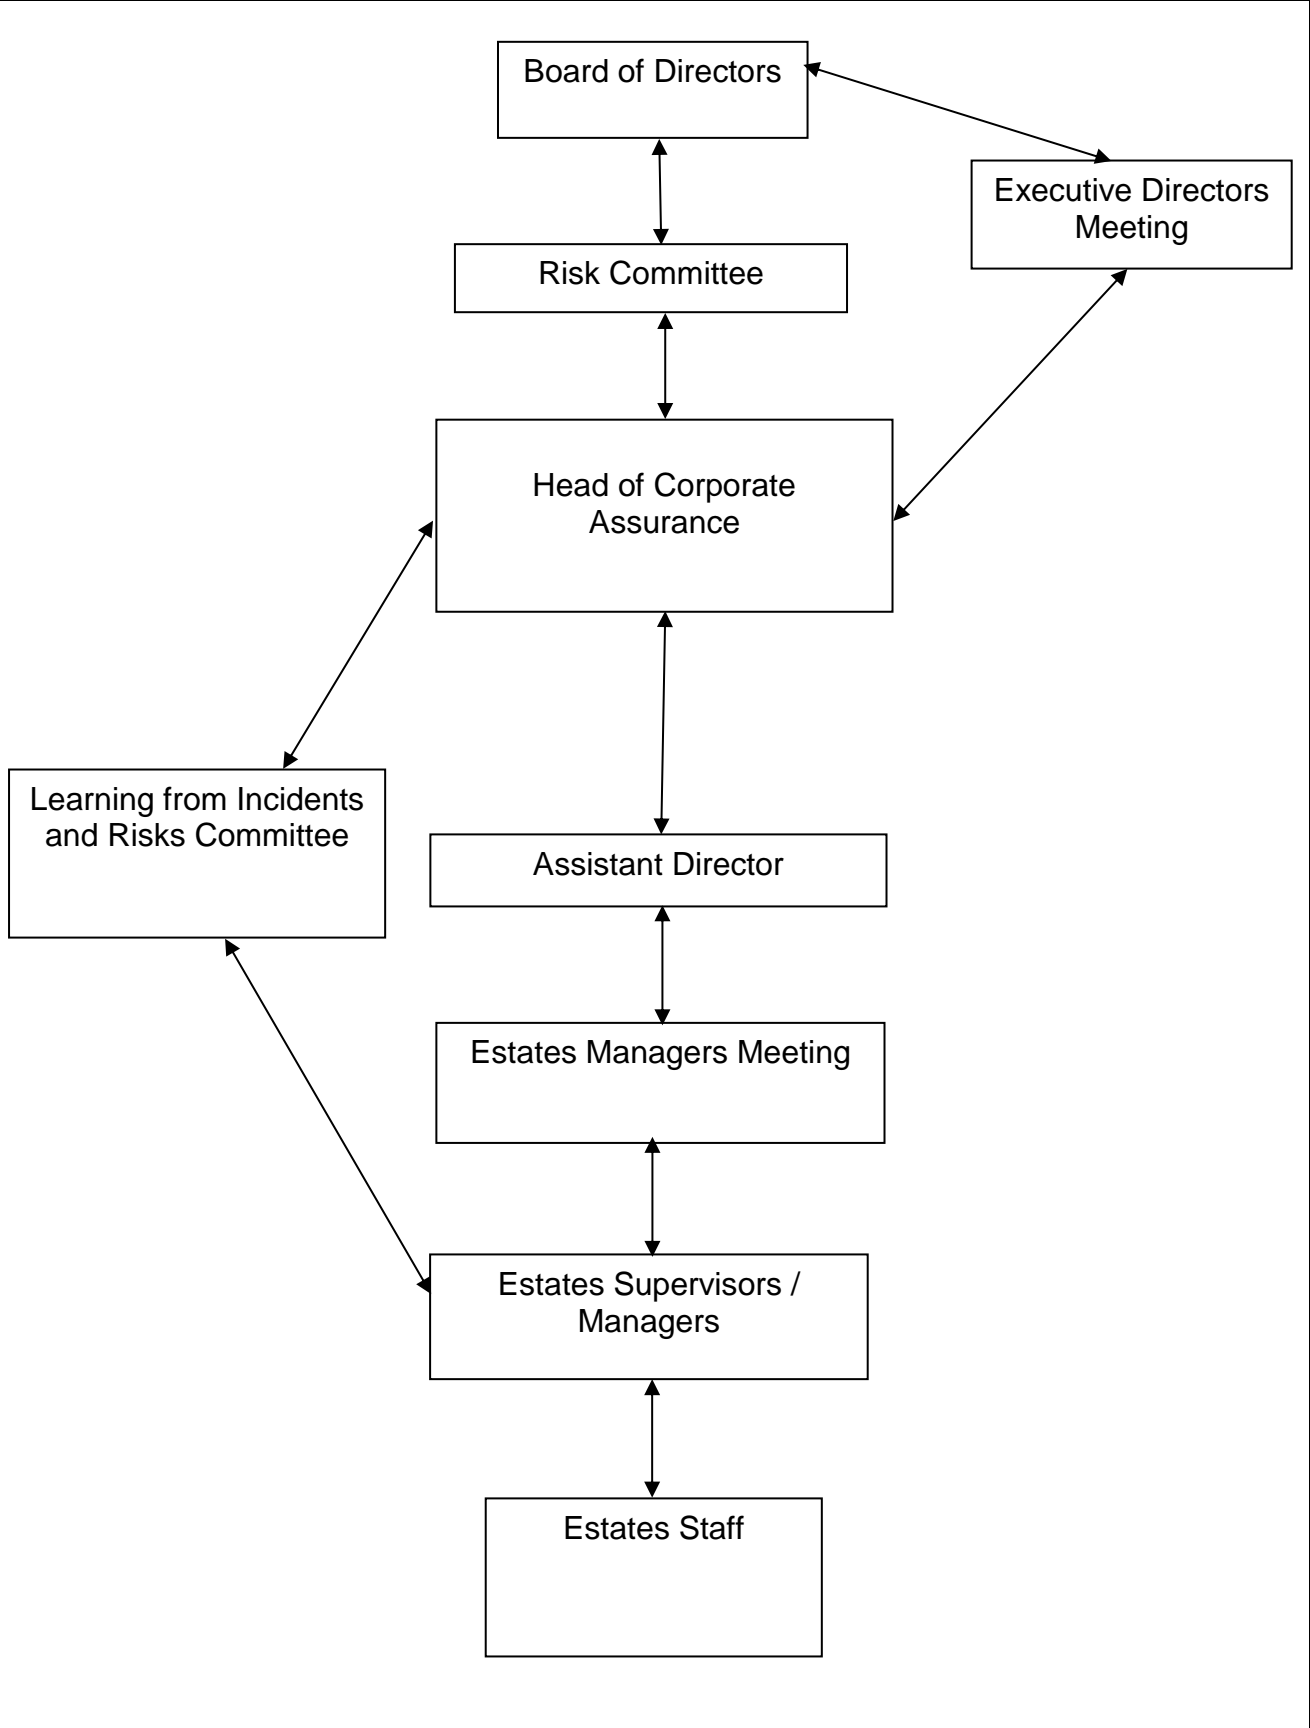 Board of Directors
Executive Directors
Meeting
Risk Committee
Head of Corporate
Assurance
Learning from Incidents
and Risks Committee
Assistant Director
Estates Managers Meeting
Estates Supervisors /
Managers
Estates Staff